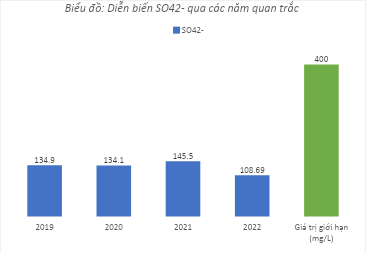 Biểu đồ: Diễn biến SO42- qua các năm quan trắc
SO42-
400
134.9
134.1
145.5
108.69
2019
2020
2021
2022
Giá trị giới hạn
(mg/L)